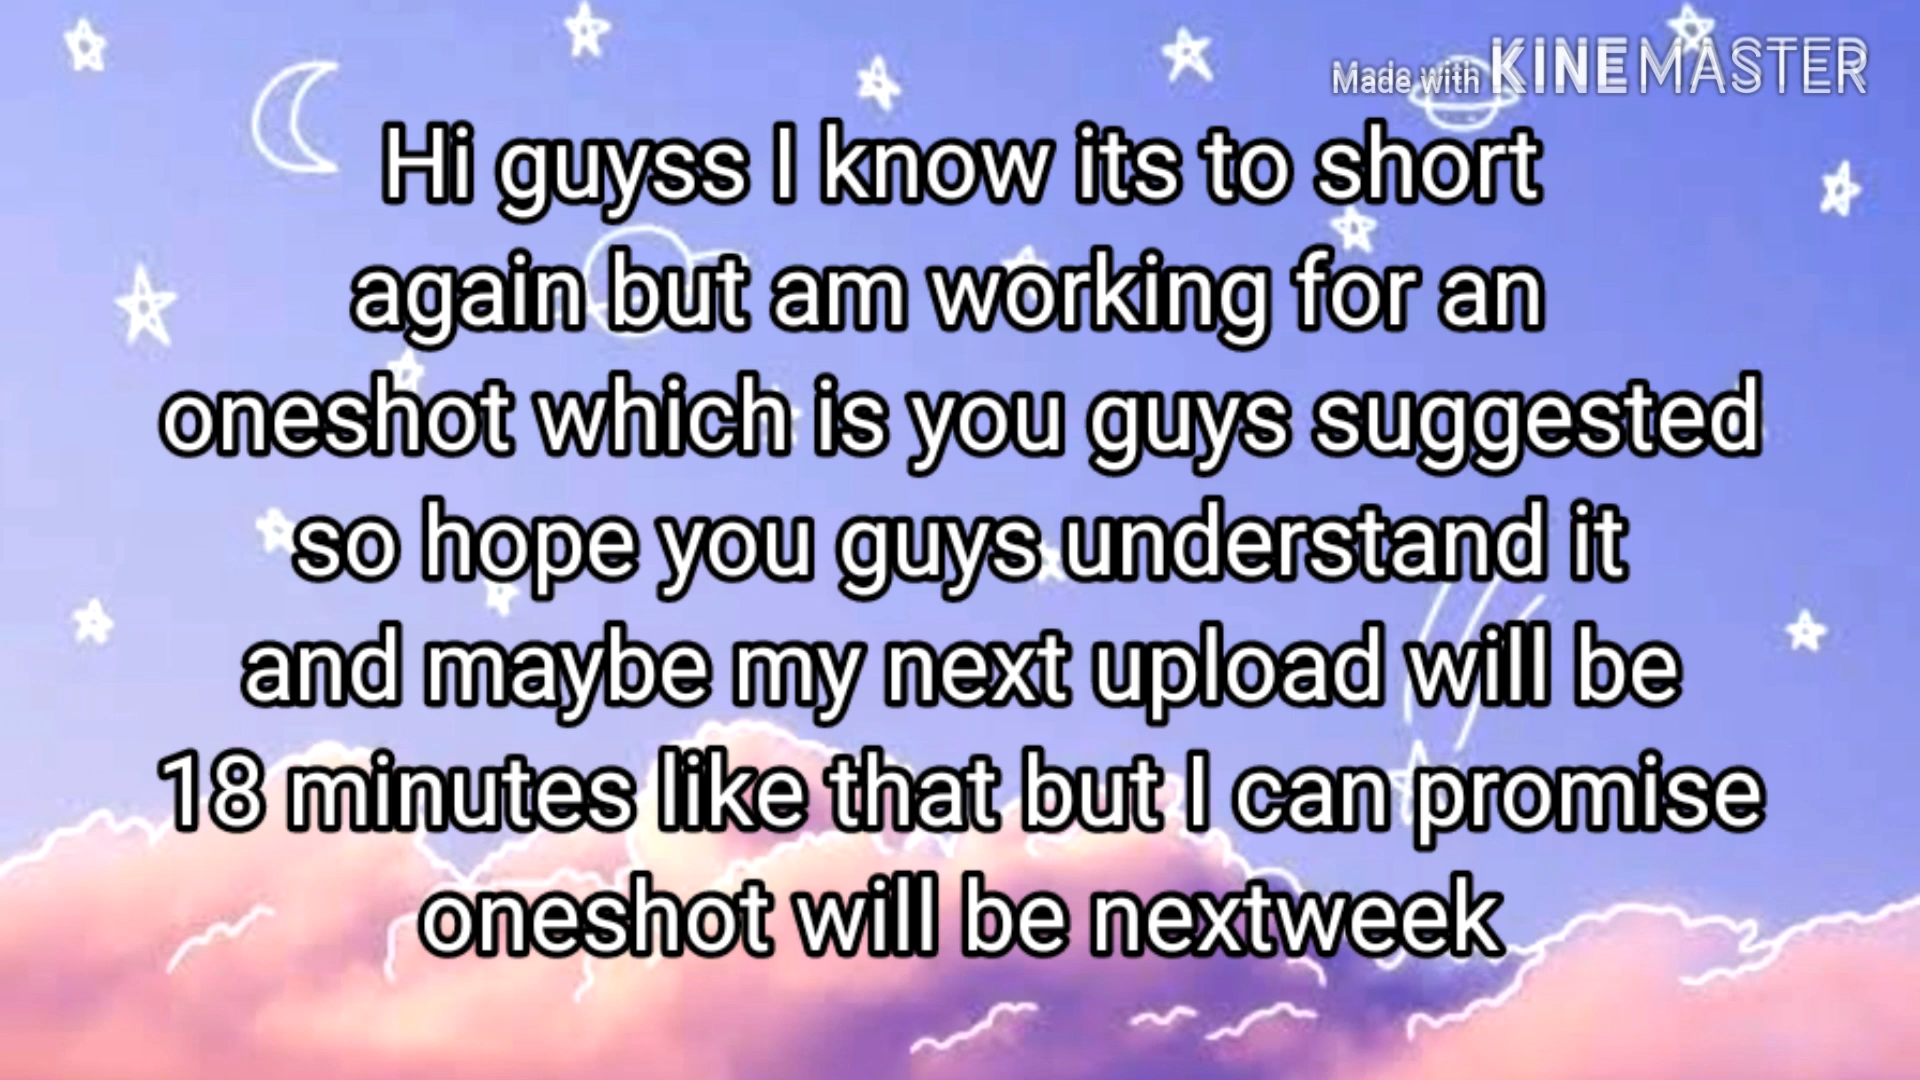 Made with KINEMASTER
Hi guyss I know its to short
again but am working for an
oneshot which is you guys suggested
so hope you guys understand it
and maybe my next upload will be
18 minutes like that but I can promise
oneshot will be nextweek